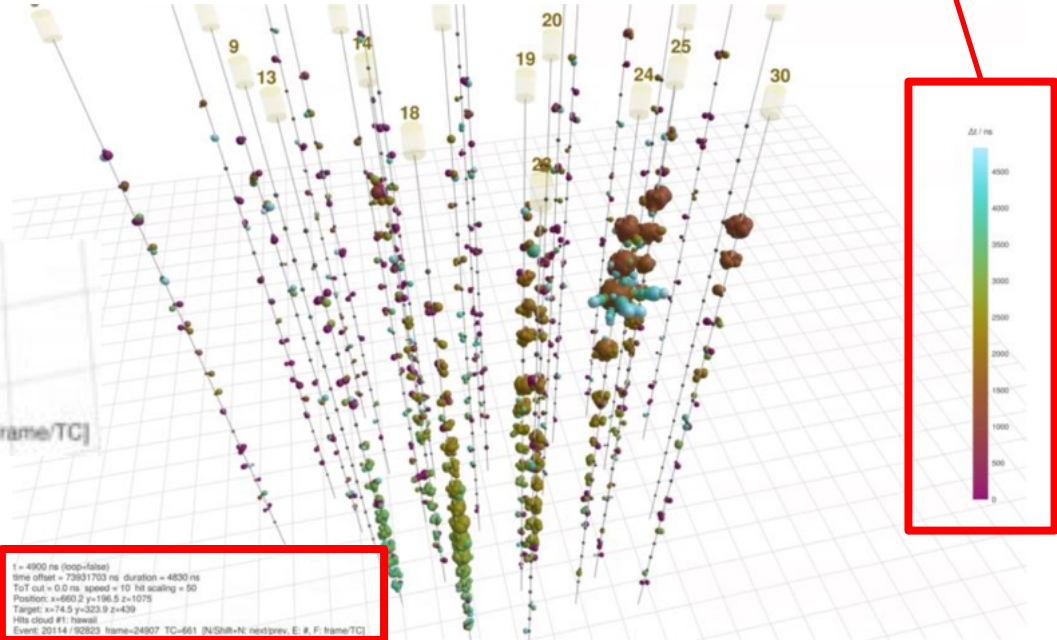 20
25
14
9
19
24
30
13
18
Δt / ns
4500
4000
3500
3000
2500
2000
1500
1000
500
0
rame/TC]
t = 4900 ns (loop=false)
time offset = 73931703 ns duration = 4830 ns
ToT cut = 0.0 ns speed = 10 hit scaling = 50
Position: x=660.2 y=196.5 z=1075
Target: x=74.5 y=323.9 z=439
Hits cloud #1: hawaii
Event: 20114 / 92823 frame=24907 TC=661 [N/Shift+N: next/prev, E: #, F: frame/TC]